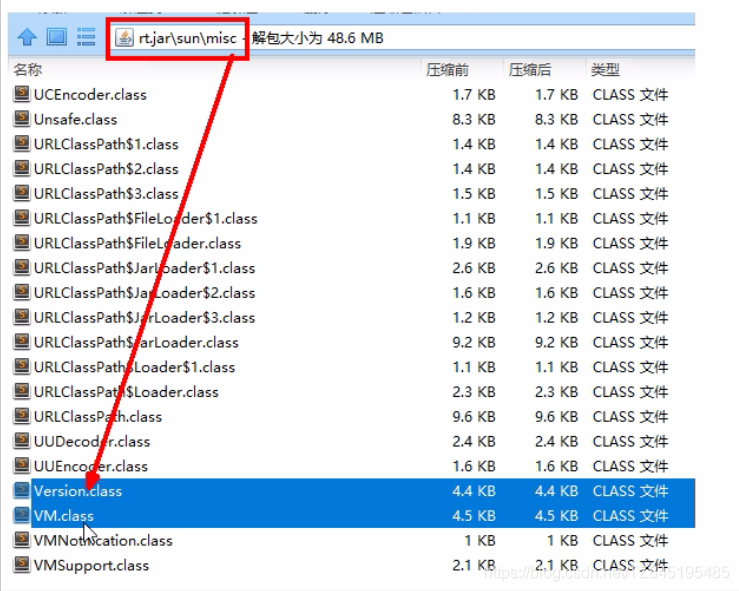 rt.jar\sun\misc - 解包大小为 48.6 MB
名称 压缩前 压缩后 类型
UCEncoder.class 1.7 KB 1.7 KB CLASS 文件
Unsafe.class 8.3 KB 8.3 KB CLASS 文件
URLClassPath$1.class 1.4 KB 1.4 KB CLASS 文件
URLClassPath$2.class 1.4 KB 1.4 KB CLASS 文件
URLClassPath$3.class 1.5 KB 1.5 KB CLASS 文件
URLClassPath$FileLoader$1.class 1.1 KB 1.1 KB CLASS 文件
URLClassPath$FileLoader.class 1.9 KB 1.9 KB CLASS 文件
URLClassPath$JarLoader$1.class 2.6 KB 2.6 KB CLASS 文件
URLClassPath$JarLoader$2.class 1.6 KB 1.6 KB CLASS 文件
URLClassPath$JarLoader$3.class 1.2 KB 1.2 KB CLASS 文件
URLClassPath$JarLoader.class 9.2 KB 9.2 KB CLASS 文件
URLClassPath$Loader$1.class 1.1 KB 1.1 KB CLASS 文件
URLClassPath$Loader.class 2.3 KB 2.3 KB CLASS 文件
URLClassPath.class 9.6 KB 9.6 KB CLASS 文件
UUDecoder.class 2.4 KB 2.4 KB CLASS 文件
UUEncoder.class 1.6 KB 1.6 KB CLASS 文件
Version.class 4.4 KB 4.4 KB CLASS 文件
VM.class 4.5 KB 4.5 KB CLASS 文件
VMNotification.class 1 KB 1 KB CLASS 文件
VMSupport.class 2.1 KB 2.1 KB CLASS 文件